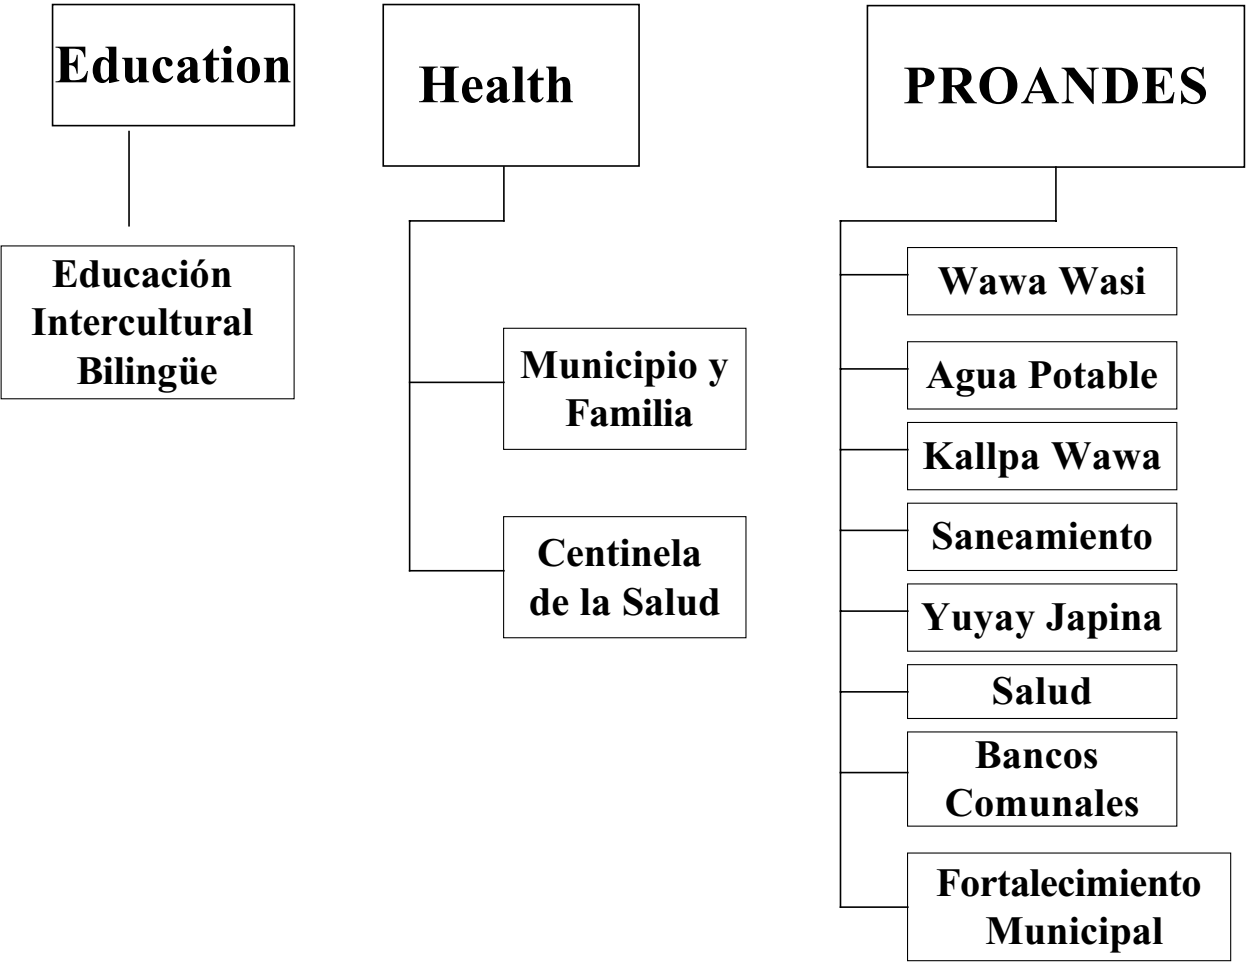 Education
Educación
Intercultural
Bilingüe
Health
Municipio y
Familia
Centinela
de la Salud
PROANDES
Wawa Wasi
Agua Potable
Kallpa Wawa
Saneamiento
Yuyay Japina
Salud
Bancos
Comunales
Fortalecimiento
Municipal